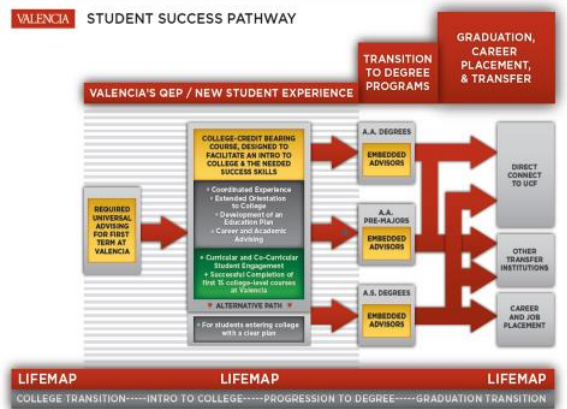 VALENCIA STUDENT SUCCESS PATHWAY
GRADUATION,
CAREER
PLACEMENT,
& TRANSFER
TRANSITION
TO DEGREE
PROGRAMS
VALENCIA'S QEP / NEW STUDENT EXPERIENCE
REQUIRED
UNIVERSAL
ADVISING
FOR FIRST
TERM AT
VALENCIA
COLLEGE-CREDIT BEARING
COURSE, DESIGNED TO
FACILITATE AN INTRO TO
COLLEGE & THE NEEDED
SUCCESS SKILLS
+ Coordinated Experience
+ Extended Orientation
to College
+ Development of an
Education Plan
+ Career and Academic
Advising
+ Curricular and Co-Curricular
Student Engagement
+ Successful Completion of
first 15 college-level courses
at Valencia
▼ ALTERNATIVE PATH ▼
+ For students entering college
with a clear plan
A.A. DEGREES
EMBEDDED
ADVISORS
A.A.
PRE-MAJORS
EMBEDDED
ADVISORS
A.S. DEGREES
EMBEDDED
ADVISORS
DIRECT
CONNECT
TO UCF
OTHER
TRANSFER
INSTITUTIONS
CAREER
AND JOB
PLACEMENT
LIFEMAP LIFEMAP LIFEMAP
COLLEGE TRANSITION-----INTRO TO COLLEGE-----PROGRESSION TO DEGREE-----GRADUATION TRANSITION